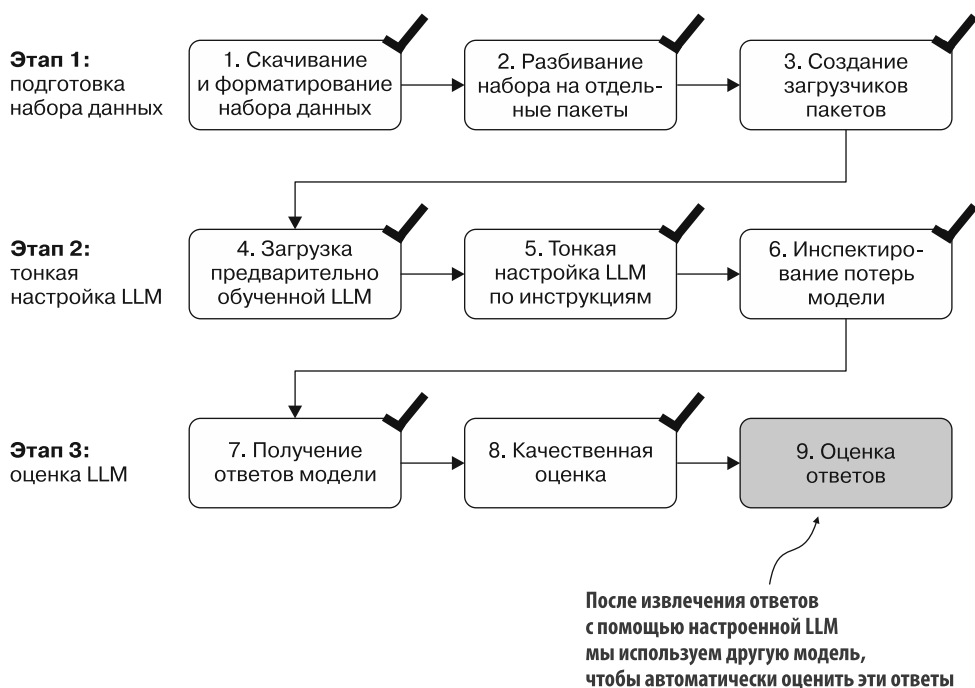 Этап 1:
подготовка
набора данных
1. Скачивание
и форматирование
набора данных
2. Разбивание
набора на отдель-
ные пакеты
3. Создание
загрузчиков
пакетов
Этап 2:
тонкая
настройка LLM
4. Загрузка
предварительно
обученной LLM
5. Тонкая
настройка LLM
по инструкциям
6. Инспектиро-
вание потерь
модели
Этап 3:
оценка LLM
7. Получение
ответов модели
8. Качественная
оценка
9. Оценка
ответов
После извлечения ответов
с помощью настроенной LLM
мы используем другую модель,
чтобы автоматически оценить эти ответы